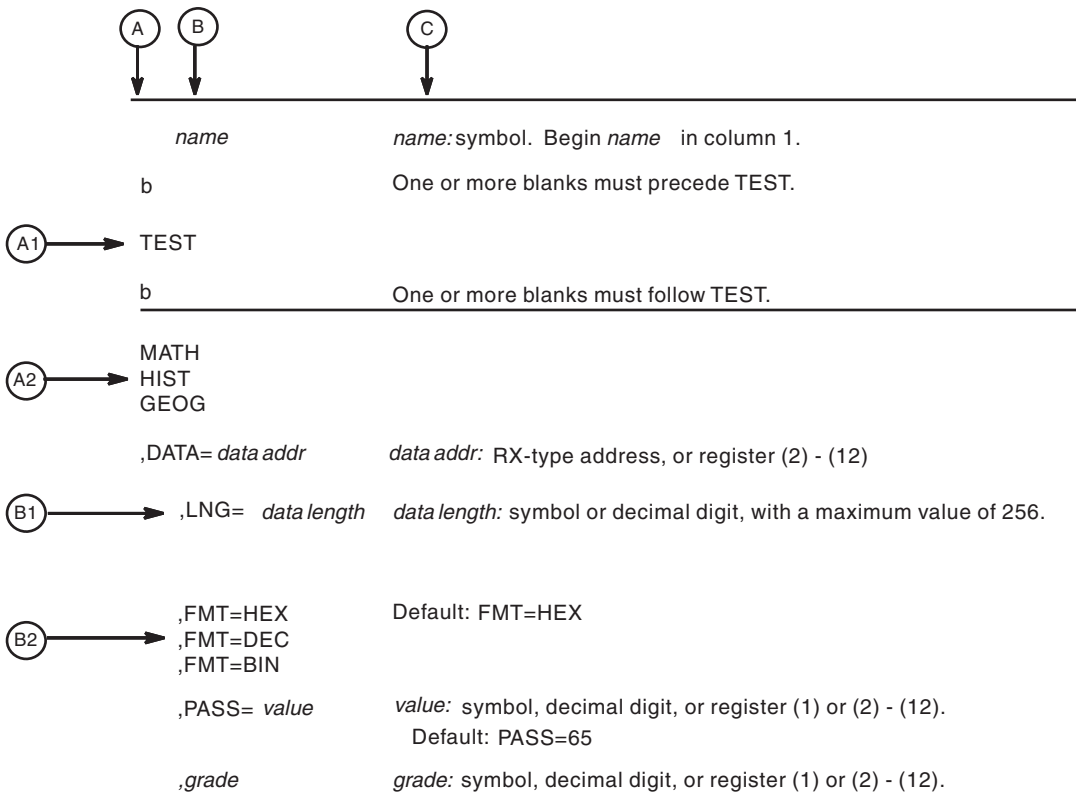 A B C
name name: symbol. Begin name in column 1.
b One or more blanks must precede TEST.
A1 TEST
b One or more blanks must follow TEST.
MATH
A2 HIST
GEOG
,DATA= data addr data addr: RX-type address, or register (2) - (12)
B1 ,LNG= data length data length: symbol or decimal digit, with a maximum value of 256.
,FMT=HEX Default: FMT=HEX
B2 ,FMT=DEC
,FMT=BIN
,PASS= value value: symbol, decimal digit, or register (1) or (2) - (12).
Default: PASS=65
,grade grade: symbol, decimal digit, or register (1) or (2) - (12).